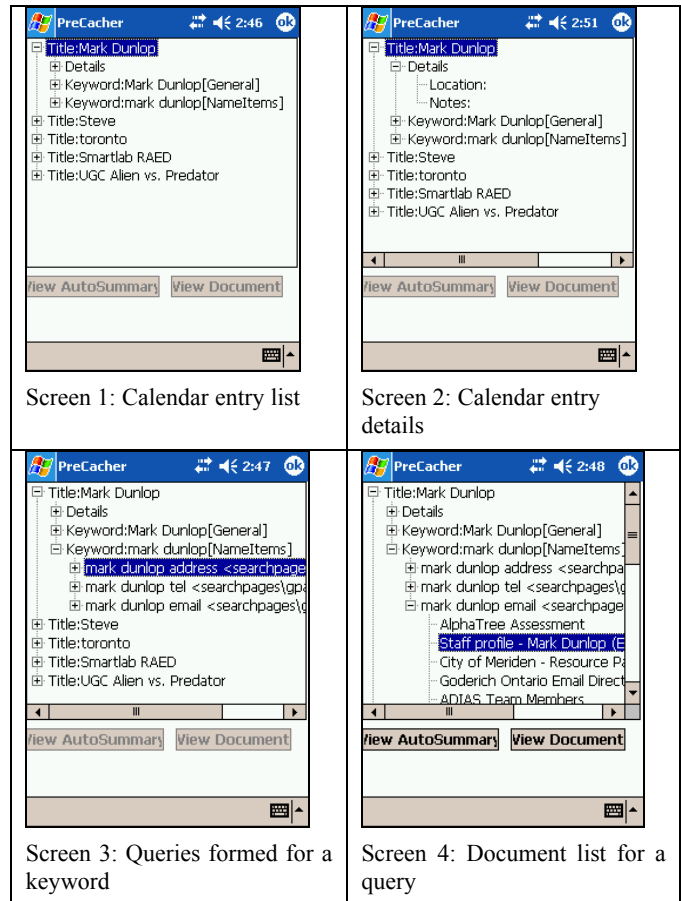 PreCacher 2:46 ok
Title:Mark Dunlop
Details
Keyword:Mark Dunlop[General]
Keyword:mark dunlop[NameItems]
Title:Steve
Title:toronto
Title:Smartlab RAED
Title:UGC Alien vs. Predator
View AutoSummary View Document
Screen 1: Calendar entry list
PreCacher 2:51 ok
Title:Mark Dunlop
Details
Location:
Notes:
Keyword:Mark Dunlop[General]
Keyword:mark dunlop[NameItems]
Title:Steve
Title:toronto
Title:Smartlab RAED
Title:UGC Alien vs. Predator
View AutoSummary View Document
Screen 2: Calendar entry
details
PreCacher 2:47 ok
Title:Mark Dunlop
Details
Keyword:Mark Dunlop[General]
Keyword:mark dunlop[NameItems]
mark dunlop address <searchpage
mark dunlop tel <searchpages\gpa
mark dunlop email <searchpages\g
Title:Steve
Title:toronto
Title:Smartlab RAED
Title:UGC Alien vs. Predator
View AutoSummary View Document
Screen 3: Queries formed for a
keyword
PreCacher 2:48 ok
Title:Mark Dunlop
Details
Keyword:Mark Dunlop[General]
Keyword:mark dunlop[NameItems]
mark dunlop address <searchpa
mark dunlop tel <searchpages\g
mark dunlop email <searchpage
AlphaTree Assessment
Staff profile - Mark Dunlop (E
City of Meriden - Resource Pa
Goderich Ontario Email Direct
ADIAS Team Members
View AutoSummary View Document
Screen 4: Document list for a
query